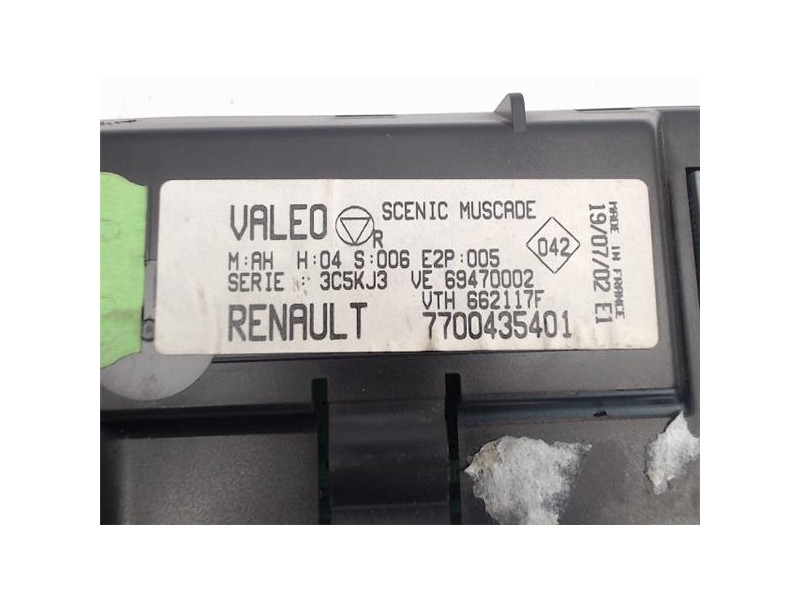 VALEO R SCENIC MUSCADE
M:AH H:04 S:006 E2P:005
SERIE N°: 3C5KJ3 VE 69470002
VTH 662117F
RENAULT 7700435401
042
MADE IN FRANCE
19/07/02 E1